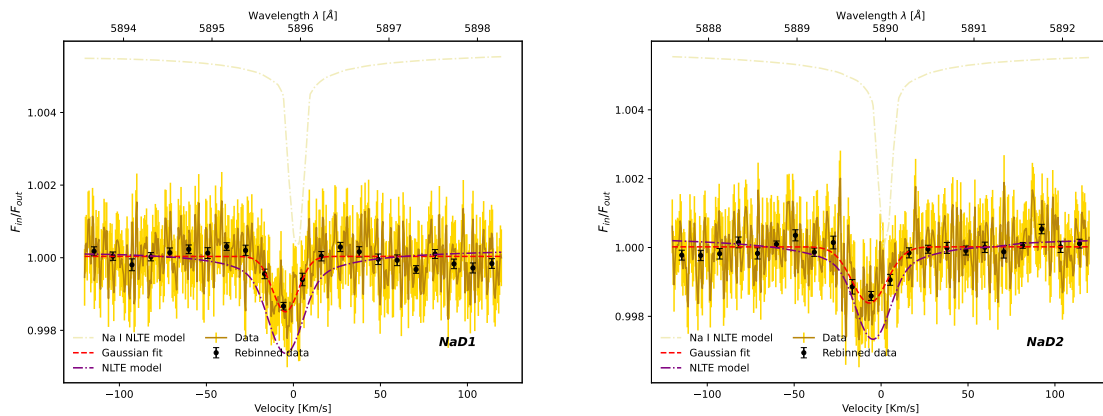 Wavelength λ [Å]
5894 5895 5896 5897 5898
F_in/F_out
1.004
1.002
1.000
0.998
Na I NLTE model
Gaussian fit
NLTE model
Data
Rebinned data
NaD1
−100 −50 0 50 100
Velocity [Km/s]
Wavelength λ [Å]
5888 5889 5890 5891 5892
F_in/F_out
1.004
1.002
1.000
0.998
Na I NLTE model
Gaussian fit
NLTE model
Data
Rebinned data
NaD2
−100 −50 0 50 100
Velocity [Km/s]